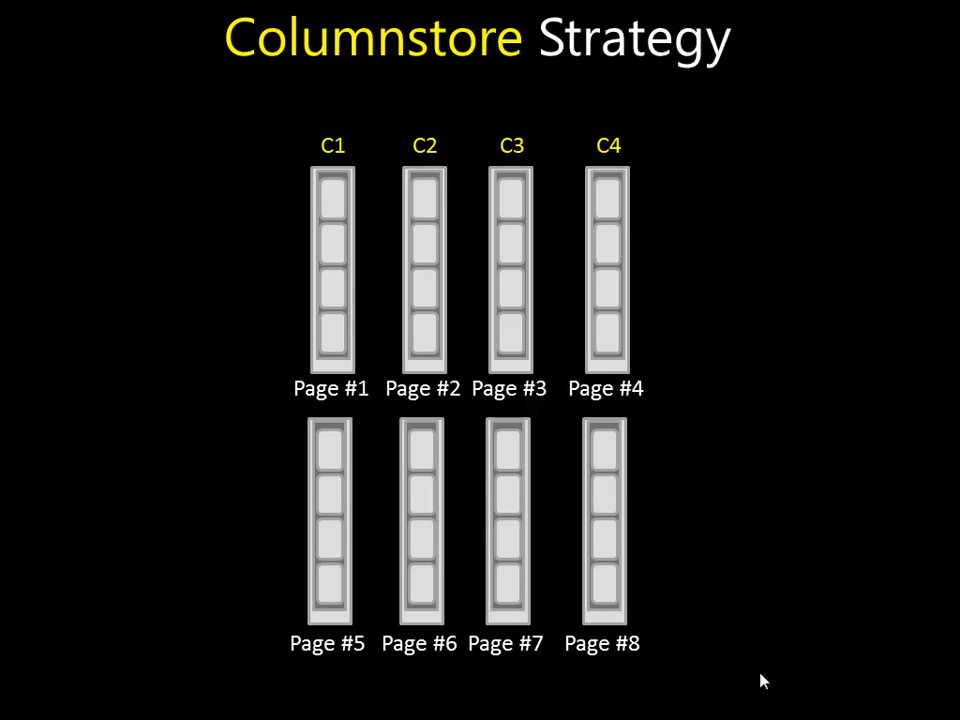 Columnstore Strategy
C1 C2 C3 C4
Page #1 Page #2 Page #3 Page #4
Page #5 Page #6 Page #7 Page #8